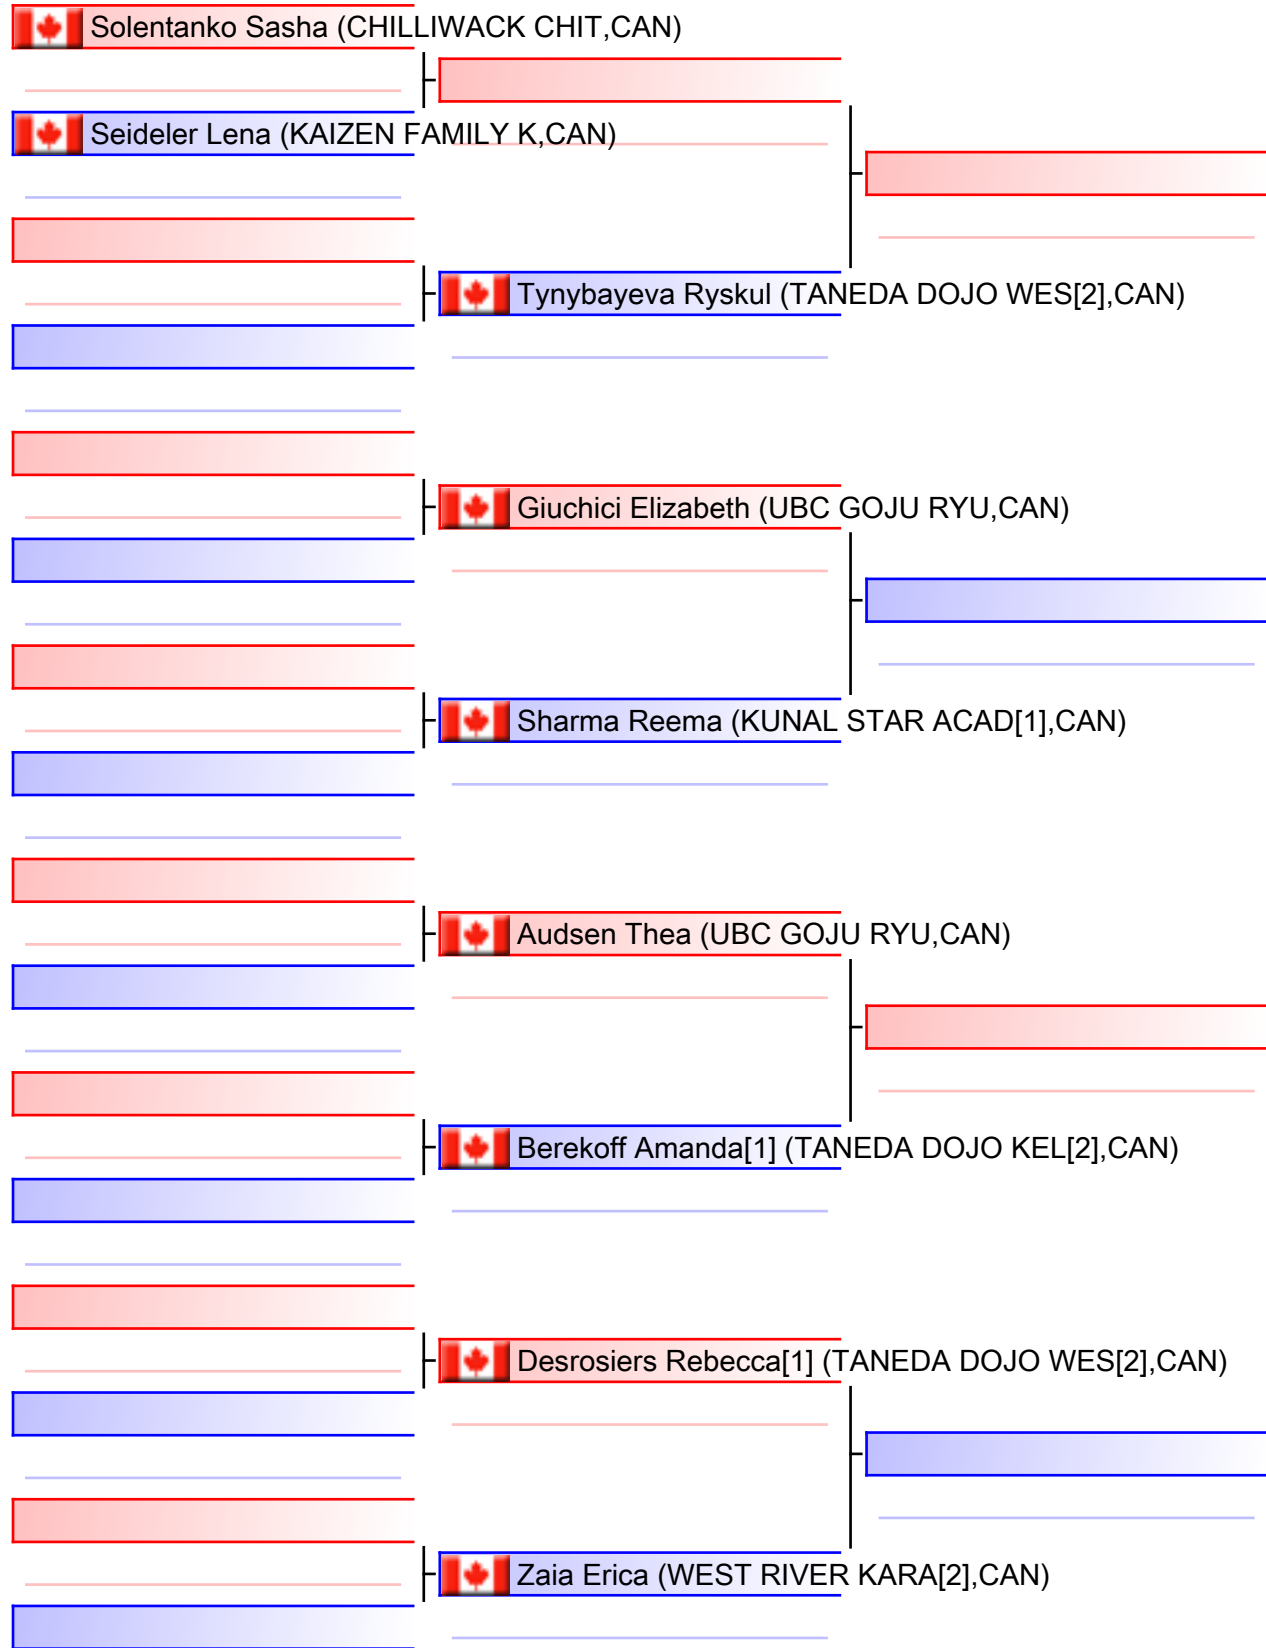 Solentanko Sasha (CHILLIWACK CHIT,CAN)
Seideler Lena (KAIZEN FAMILY K,CAN)
Tynybayeva Ryskul (TANEDA DOJO WES[2],CAN)
Giuchici Elizabeth (UBC GOJU RYU,CAN)
Sharma Reema (KUNAL STAR ACAD[1],CAN)
Audsen Thea (UBC GOJU RYU,CAN)
Berekoff Amanda[1] (TANEDA DOJO KEL[2],CAN)
Desrosiers Rebecca[1] (TANEDA DOJO WES[2],CAN)
Zaia Erica (WEST RIVER KARA[2],CAN)